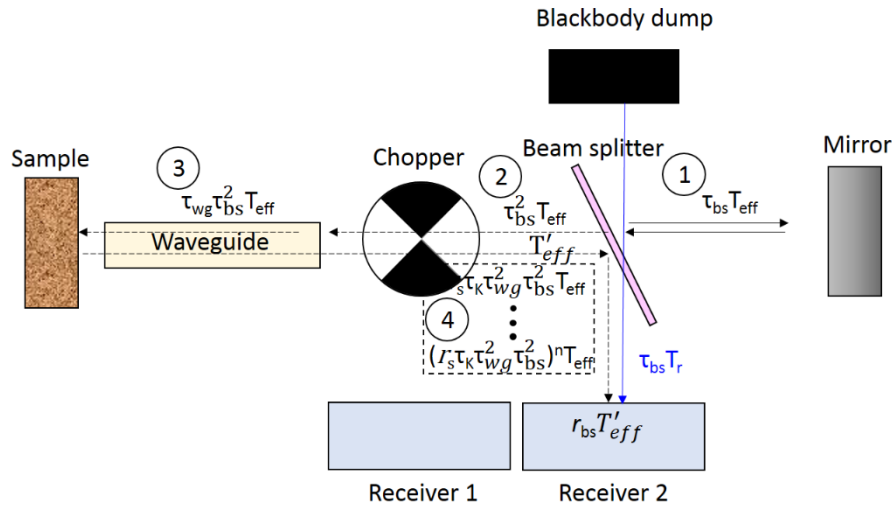 Blackbody dump
Sample
③
τwgτ²bsTeff
Chopper
②
τ²bsTeff
Beam splitter
①
τbsTeff
Mirror
Waveguide
T′eff
sτKτ²wgτ²bsTeff
④
(rsτKτ²wgτ²bs)ⁿTeff
τbsTr
rbsT′eff
Receiver 1
Receiver 2